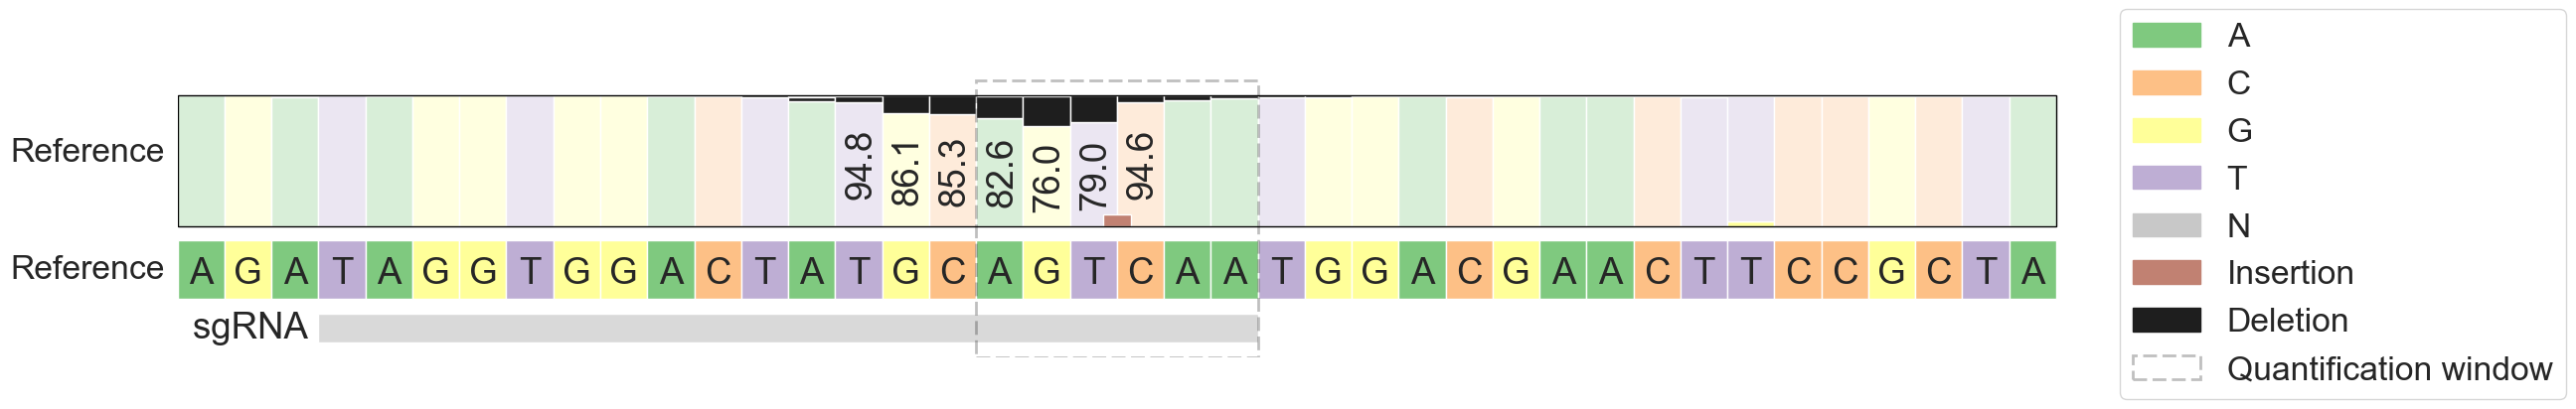 Reference
94.8 86.1 85.3 82.6 76.0 79.0 94.6
Reference A G A T A G G T G G A C T A T G C A G T C A A T G G A C G A A C T T C C G C T A
sgRNA
A
C
G
T
N
Insertion
Deletion
Quantification window